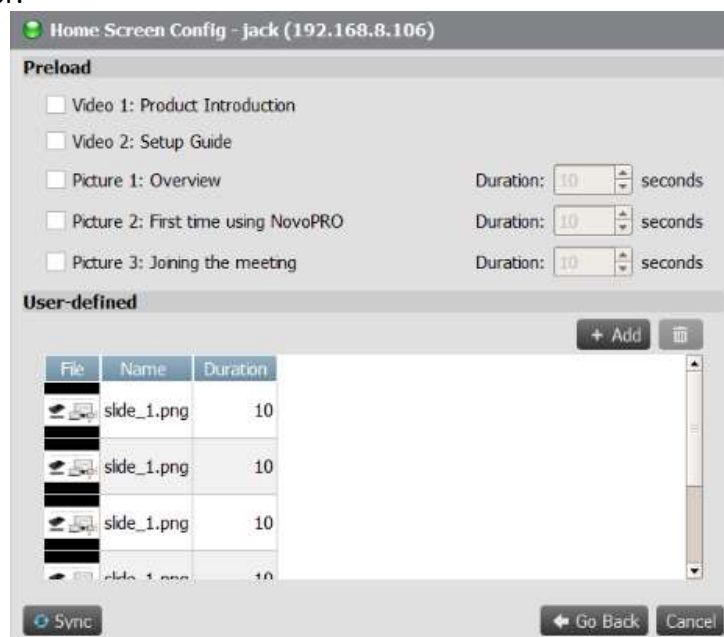 Home Screen Config - jack (192.168.8.106)
Preload
Video 1: Product Introduction
Video 2: Setup Guide
Picture 1: Overview Duration: 10 seconds
Picture 2: First time using NovoPRO Duration: 10 seconds
Picture 3: Joining the meeting Duration: 10 seconds
User-defined
+ Add
File Name Duration
slide_1.png 10
slide_1.png 10
slide_1.png 10
slide_1.png 10
Sync Go Back Cancel